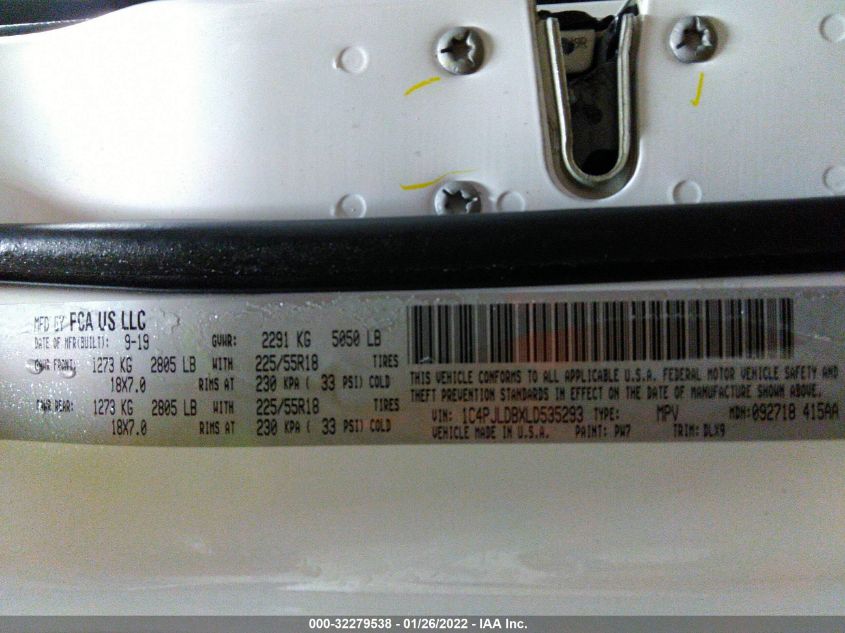 MFD BY FCA US LLC
DATE OF MFR(BUILT): 9-19 GVWR: 2291 KG 5050 LB
GAWR FRONT: 1273 KG 2805 LB WITH 225/55R18 TIRES
18X7.0 RIMS AT 230 KPA ( 33 PSI) COLD
GAWR REAR: 1273 KG 2805 LB WITH 225/55R18 TIRES
18X7.0 RIMS AT 230 KPA ( 33 PSI) COLD
THIS VEHICLE CONFORMS TO ALL APPLICABLE U.S.A. FEDERAL MOTOR VEHICLE SAFETY AND
THEFT PREVENTION STANDARDS IN EFFECT ON THE DATE OF MANUFACTURE SHOWN ABOVE.
VIN: 1C4PJLDBXLD535293 TYPE: MPV MDH: 092718 415AA
VEHICLE MADE IN U.S.A. PAINT: PW7 TRIM: DLX9
000-32279538 - 01/26/2022 - IAA Inc.